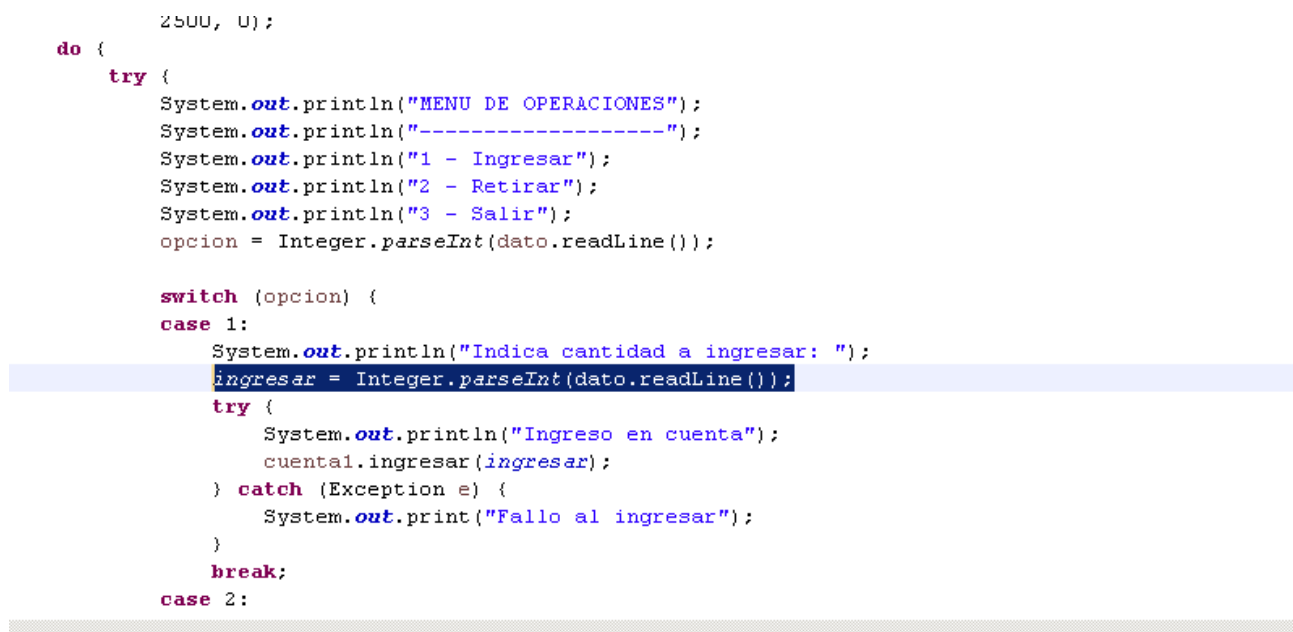 2500, 0);
do {
try {
System.out.println("MENU DE OPERACIONES");
System.out.println("-------------------");
System.out.println("1 - Ingresar");
System.out.println("2 - Retirar");
System.out.println("3 - Salir");
opcion = Integer.parseInt(dato.readLine());
switch (opcion) {
case 1:
System.out.println("Indica cantidad a ingresar: ");
ingresar = Integer.parseInt(dato.readLine());
try {
System.out.println("Ingreso en cuenta");
cuenta1.ingresar(ingresar);
} catch (Exception e) {
System.out.print("Fallo al ingresar");
}
break;
case 2: